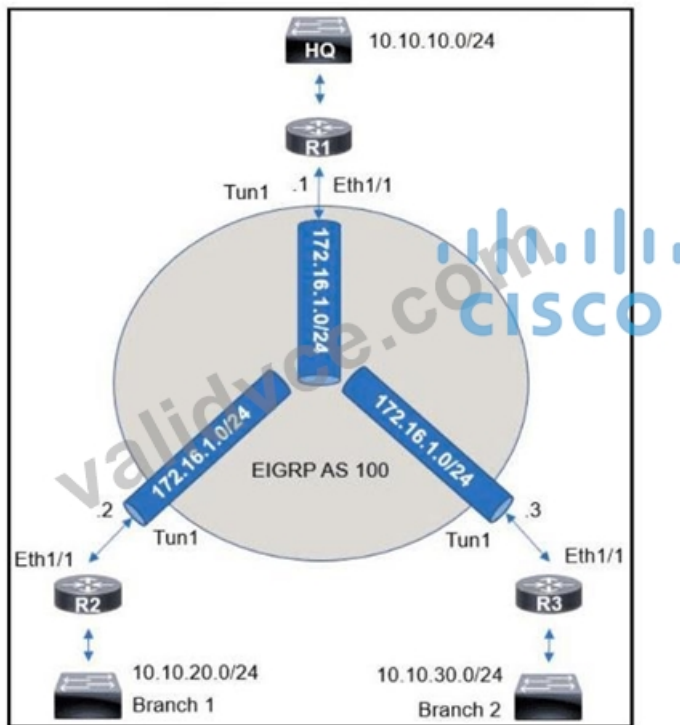 HQ
10.10.10.0/24
R1
Tun1
.1
Eth1/1
172.16.1.0/24
CISCO
validvce.com
172.16.1.0/24
172.16.1.0/24
EIGRP AS 100
.2
Tun1
Tun1
.3
Eth1/1
Eth1/1
R2
R3
10.10.20.0/24
Branch 1
10.10.30.0/24
Branch 2